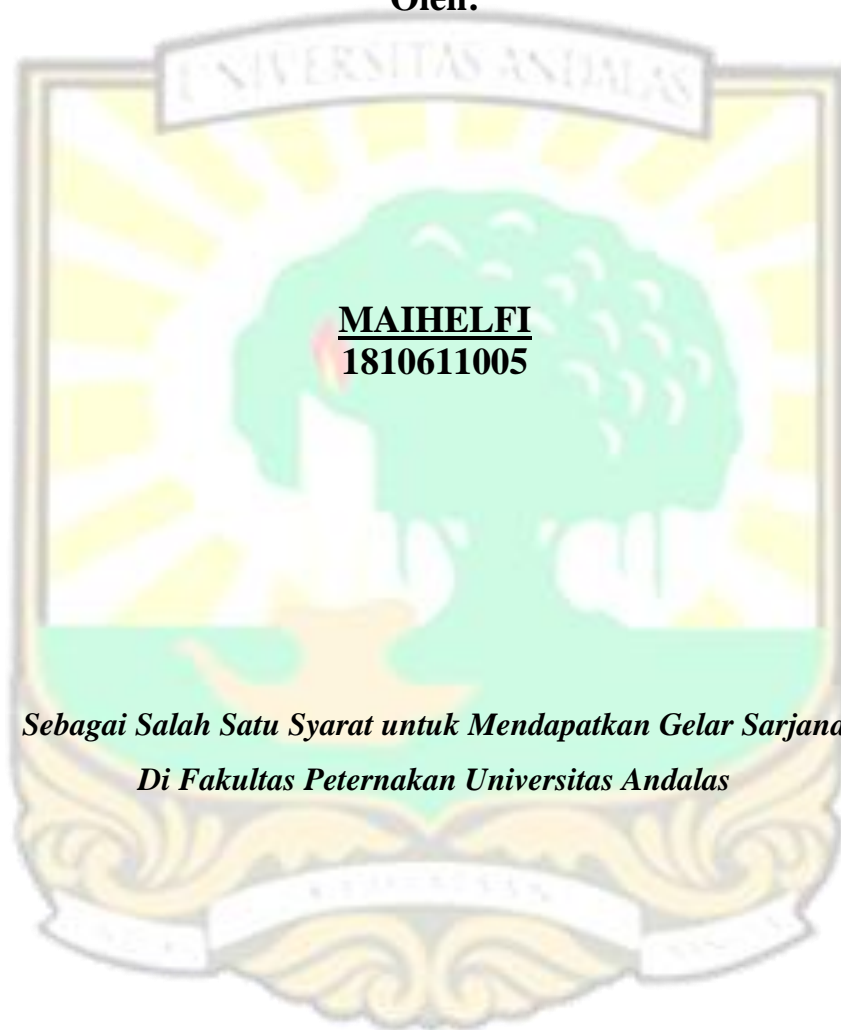 Oleh:
UNIVERSITAS ANDALAS
MAIHELFI
1810611005
Sebagai Salah Satu Syarat untuk Mendapatkan Gelar Sarjana
Di Fakultas Peternakan Universitas Andalas